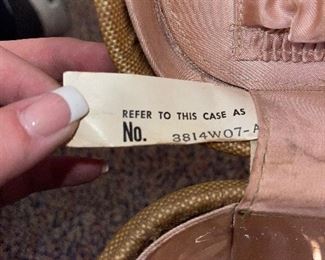 REFER TO THIS CASE AS
No. 3814W07-A